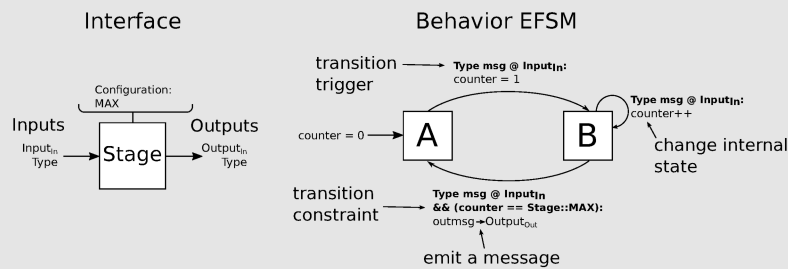 Interface
Behavior EFSM
Configuration:
MAX
Inputs
Input_In
Type
Stage
Outputs
Output_In
Type
transition
trigger
Type msg @ Input_In:
counter = 1
counter = 0
A
B
Type msg @ Input_In:
counter++
change internal
state
transition
constraint
Type msg @ Input_In
&& (counter == Stage::MAX):
outmsg→Output_Out
emit a message